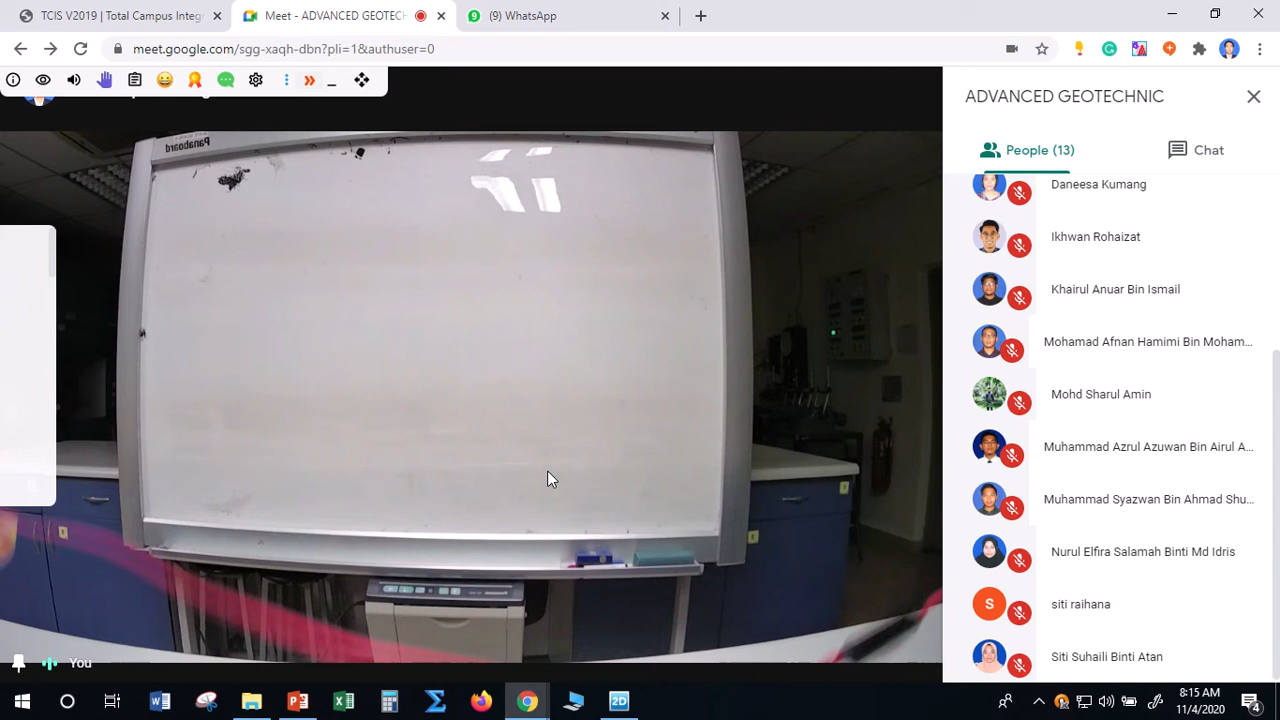 TCIS V2019 | Total Campus Integ
Meet - ADVANCED GEOTECH
(9) WhatsApp
meet.google.com/sgg-xaqh-dbn?pli=1&authuser=0
ADVANCED GEOTECHNIC
People (13)
Chat
Panaboard
Daneesa Kumang
Ikhwan Rohaizat
Khairul Anuar Bin Ismail
Mohamad Afnan Hamimi Bin Moham...
Mohd Sharul Amin
Muhammad Azrul Azuwan Bin Airul A...
Muhammad Syazwan Bin Ahmad Shu...
Nurul Elfira Salamah Binti Md Idris
S
siti raihana
Siti Suhaili Binti Atan
You
8:15 AM
11/4/2020
4